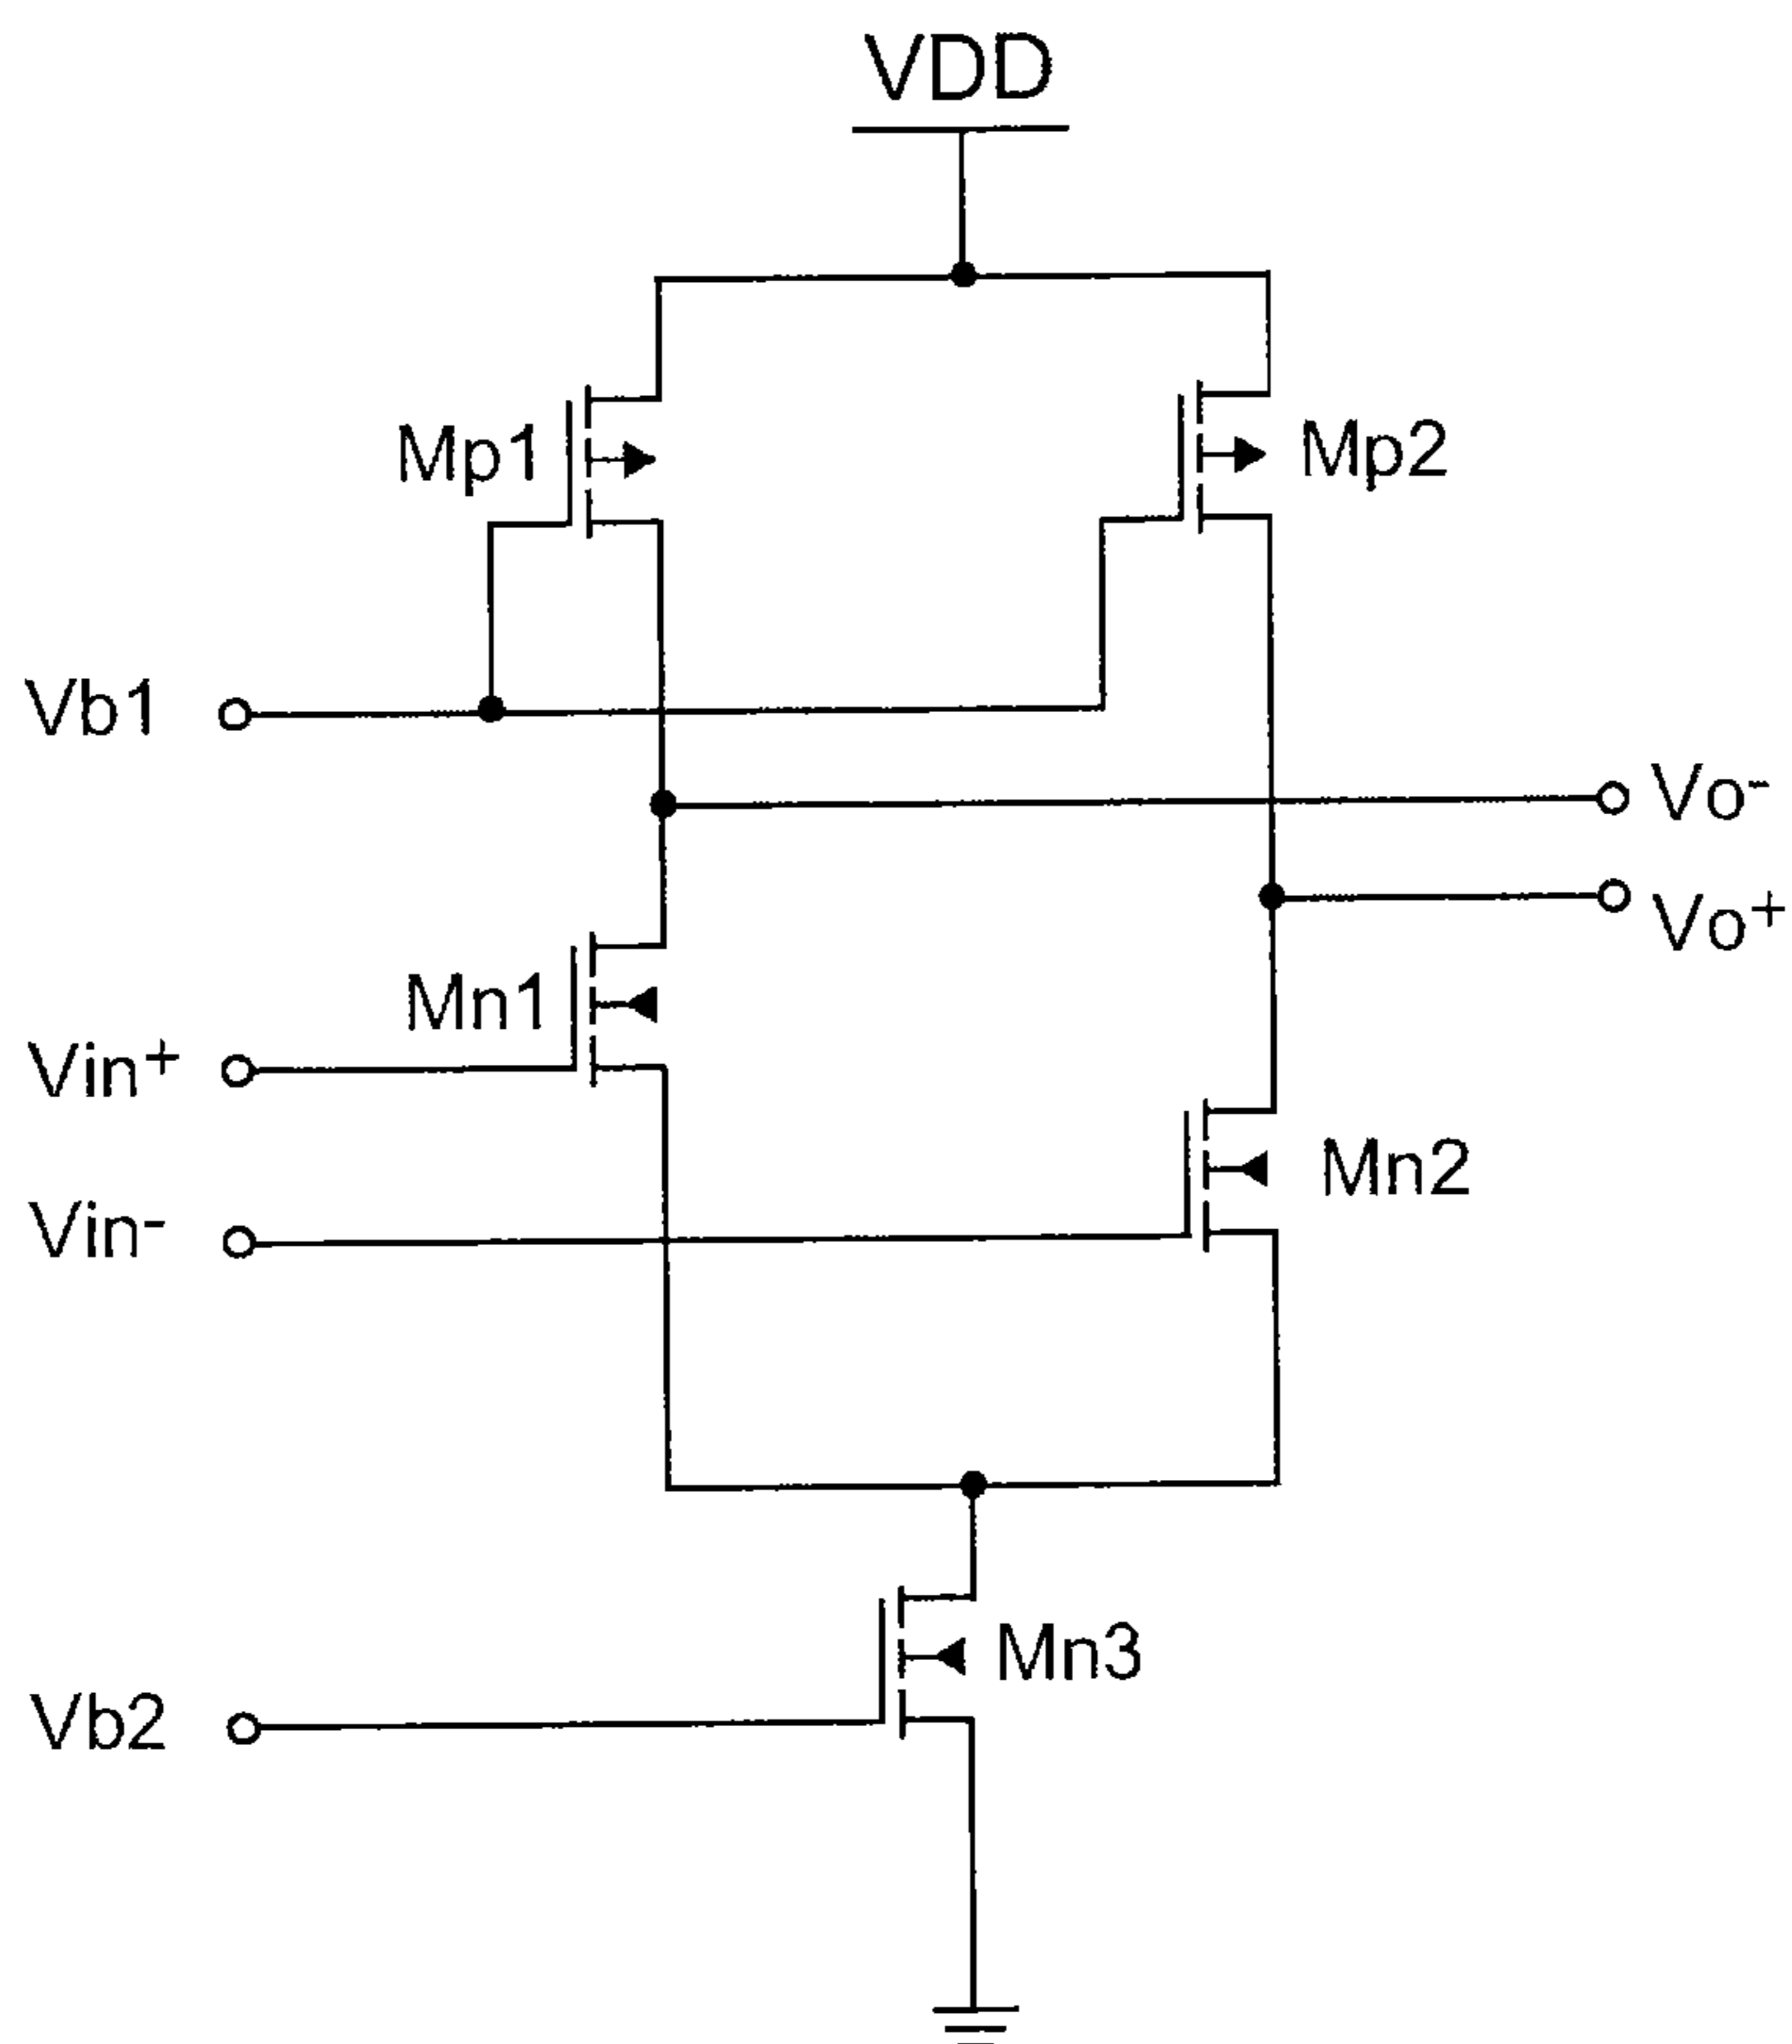 VDD
Mp1
Mp2
Vb1
Vo-
Vo+
Mn1
Vin+
Mn2
Vin-
Mn3
Vb2